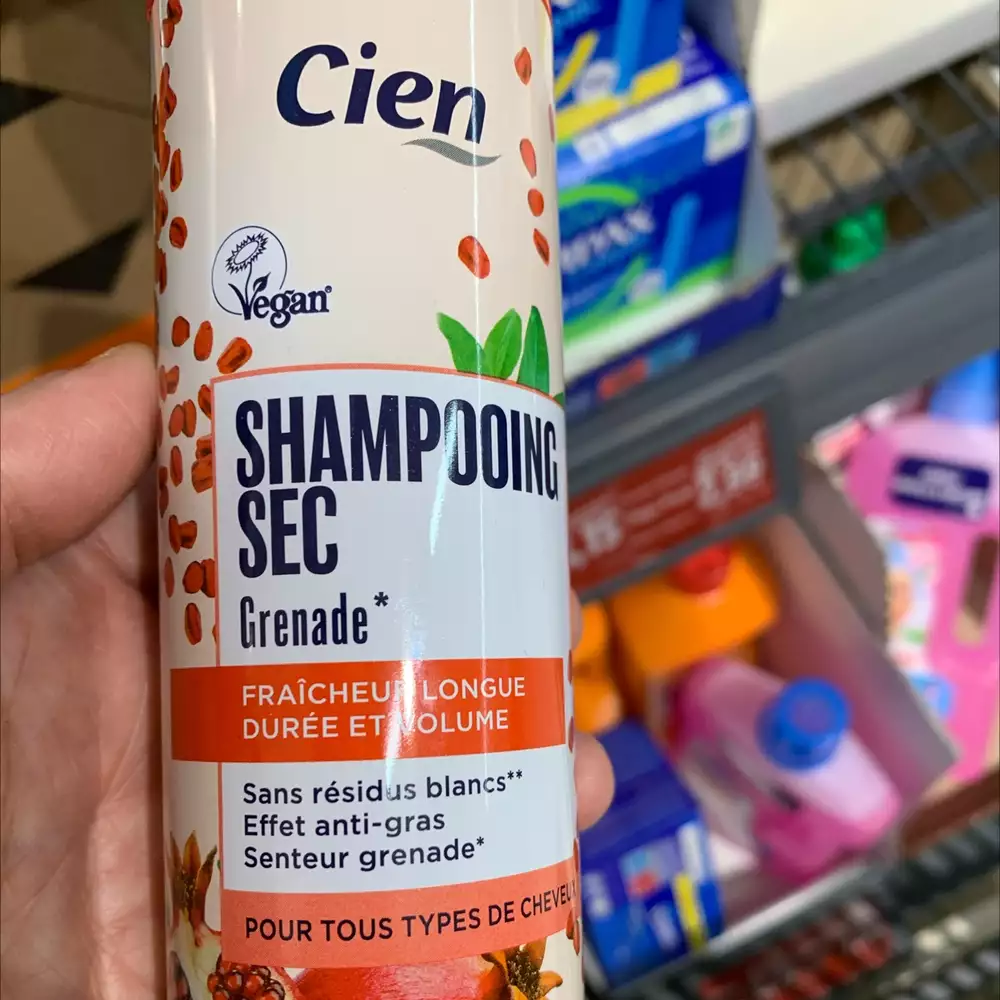 Cien
Vegan
SHAMPOOING
SEC
Grenade*
FRAÎCHEUR LONGUE
DURÉE ET VOLUME
Sans résidus blancs**
Effet anti-gras
Senteur grenade*
POUR TOUS TYPES DE CHEVEUX